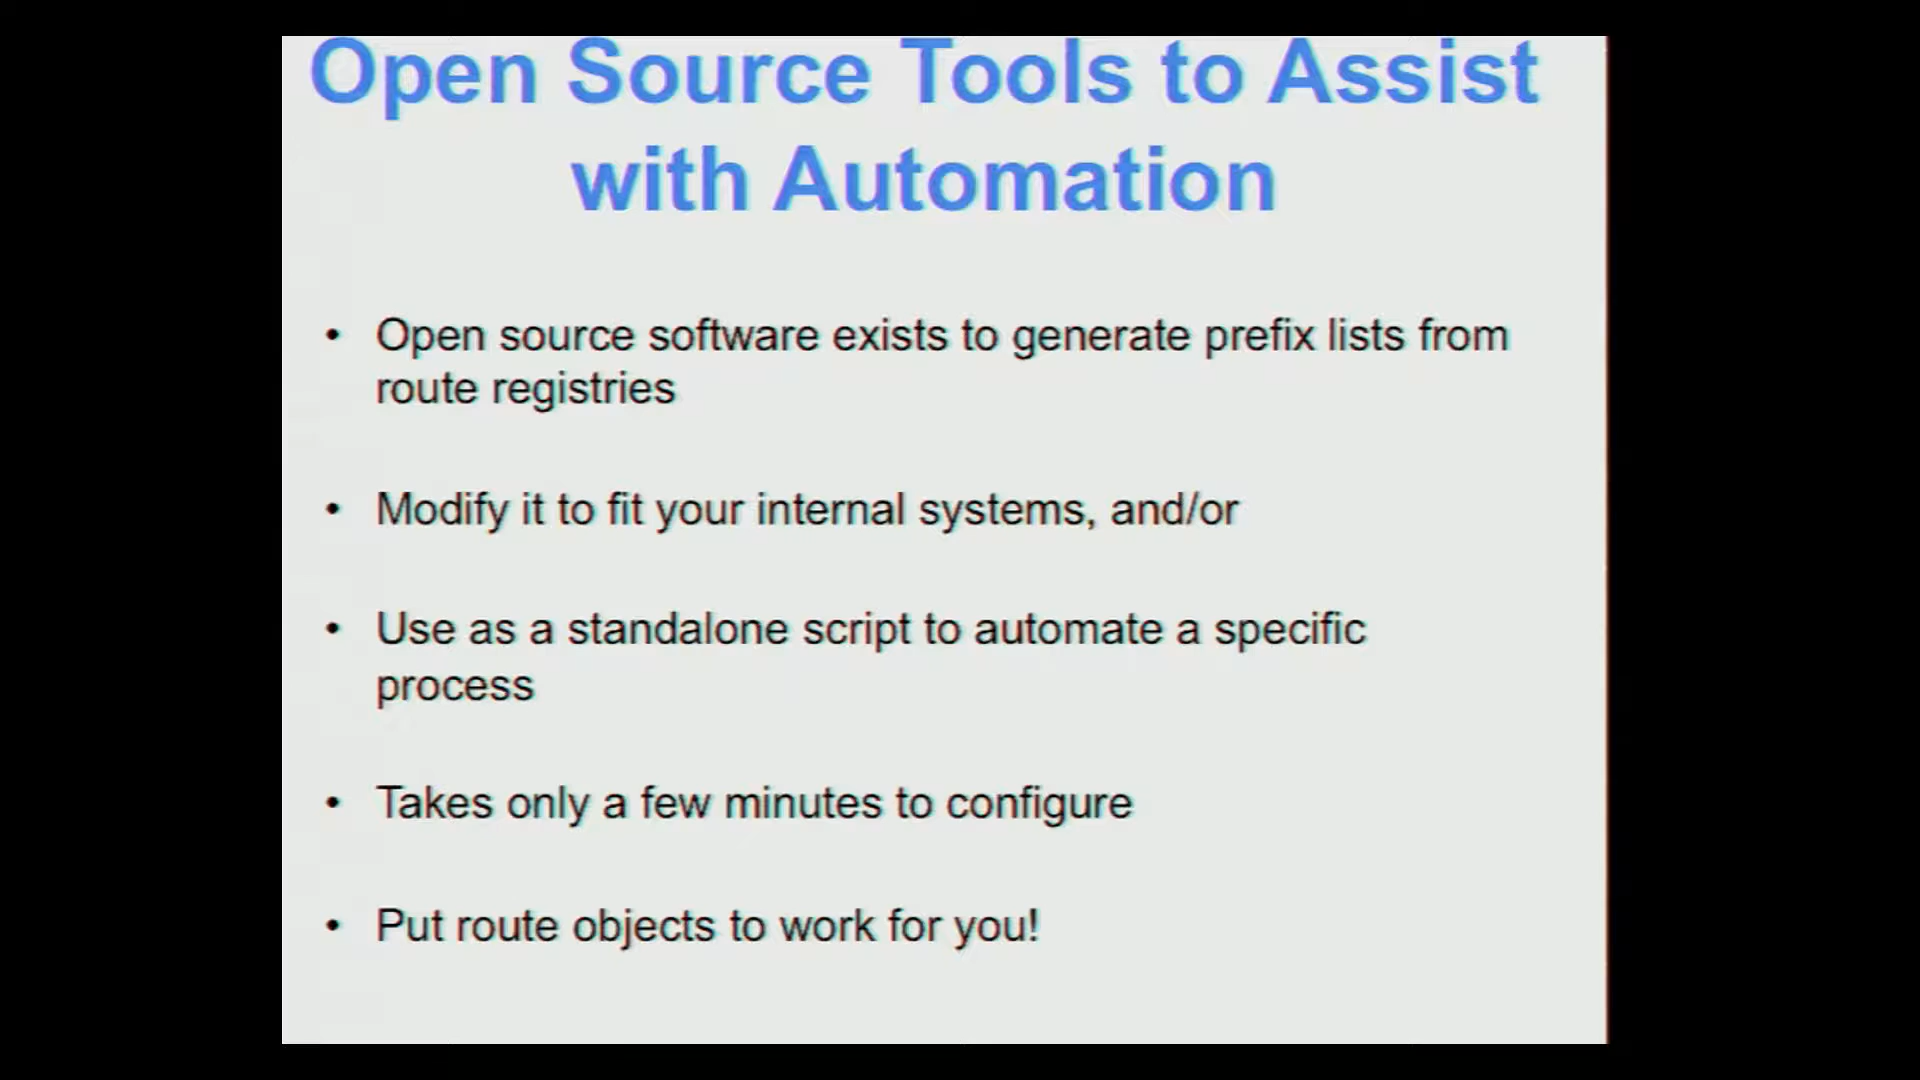 Open Source Tools to Assist
with Automation
• Open source software exists to generate prefix lists from
route registries
• Modify it to fit your internal systems, and/or
• Use as a standalone script to automate a specific
process
• Takes only a few minutes to configure
• Put route objects to work for you!